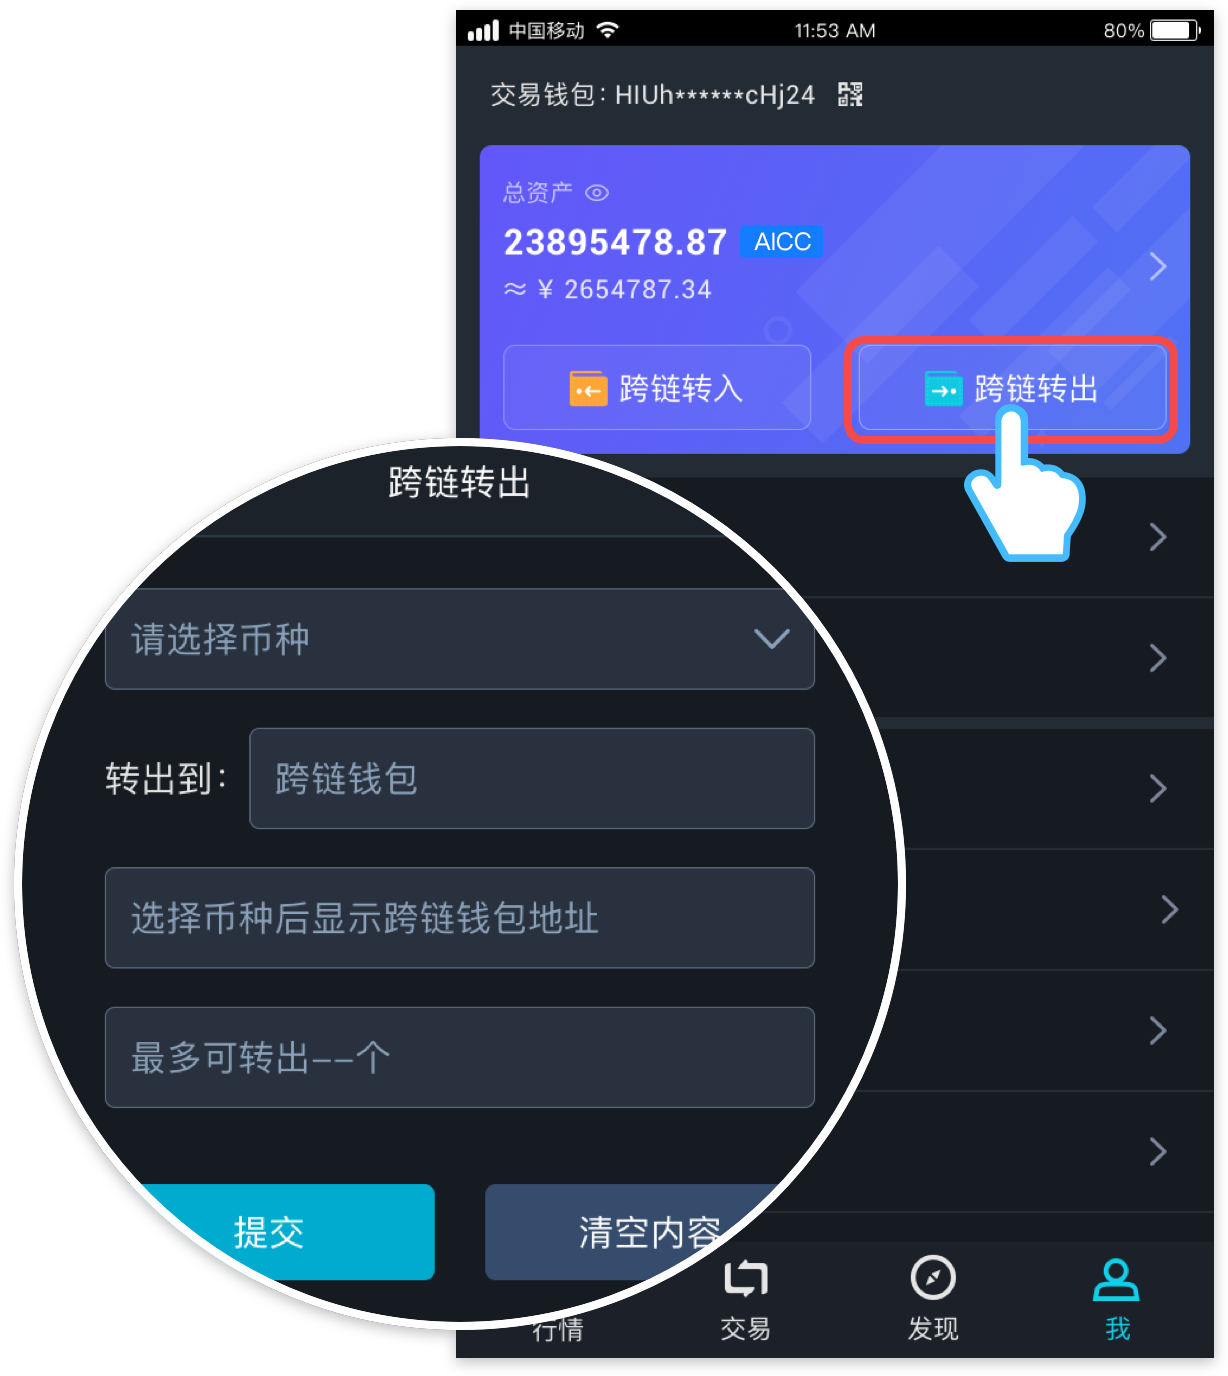 中国移动 11:53 AM 80%
交易钱包：HIUh******cHj24
总资产
23895478.87 AICC
≈ ¥ 2654787.34
跨链转入 跨链转出
跨链转出
请选择币种
转出到： 跨链钱包
选择币种后显示跨链钱包地址
最多可转出——个
提交 清空内容
行情 交易 发现 我